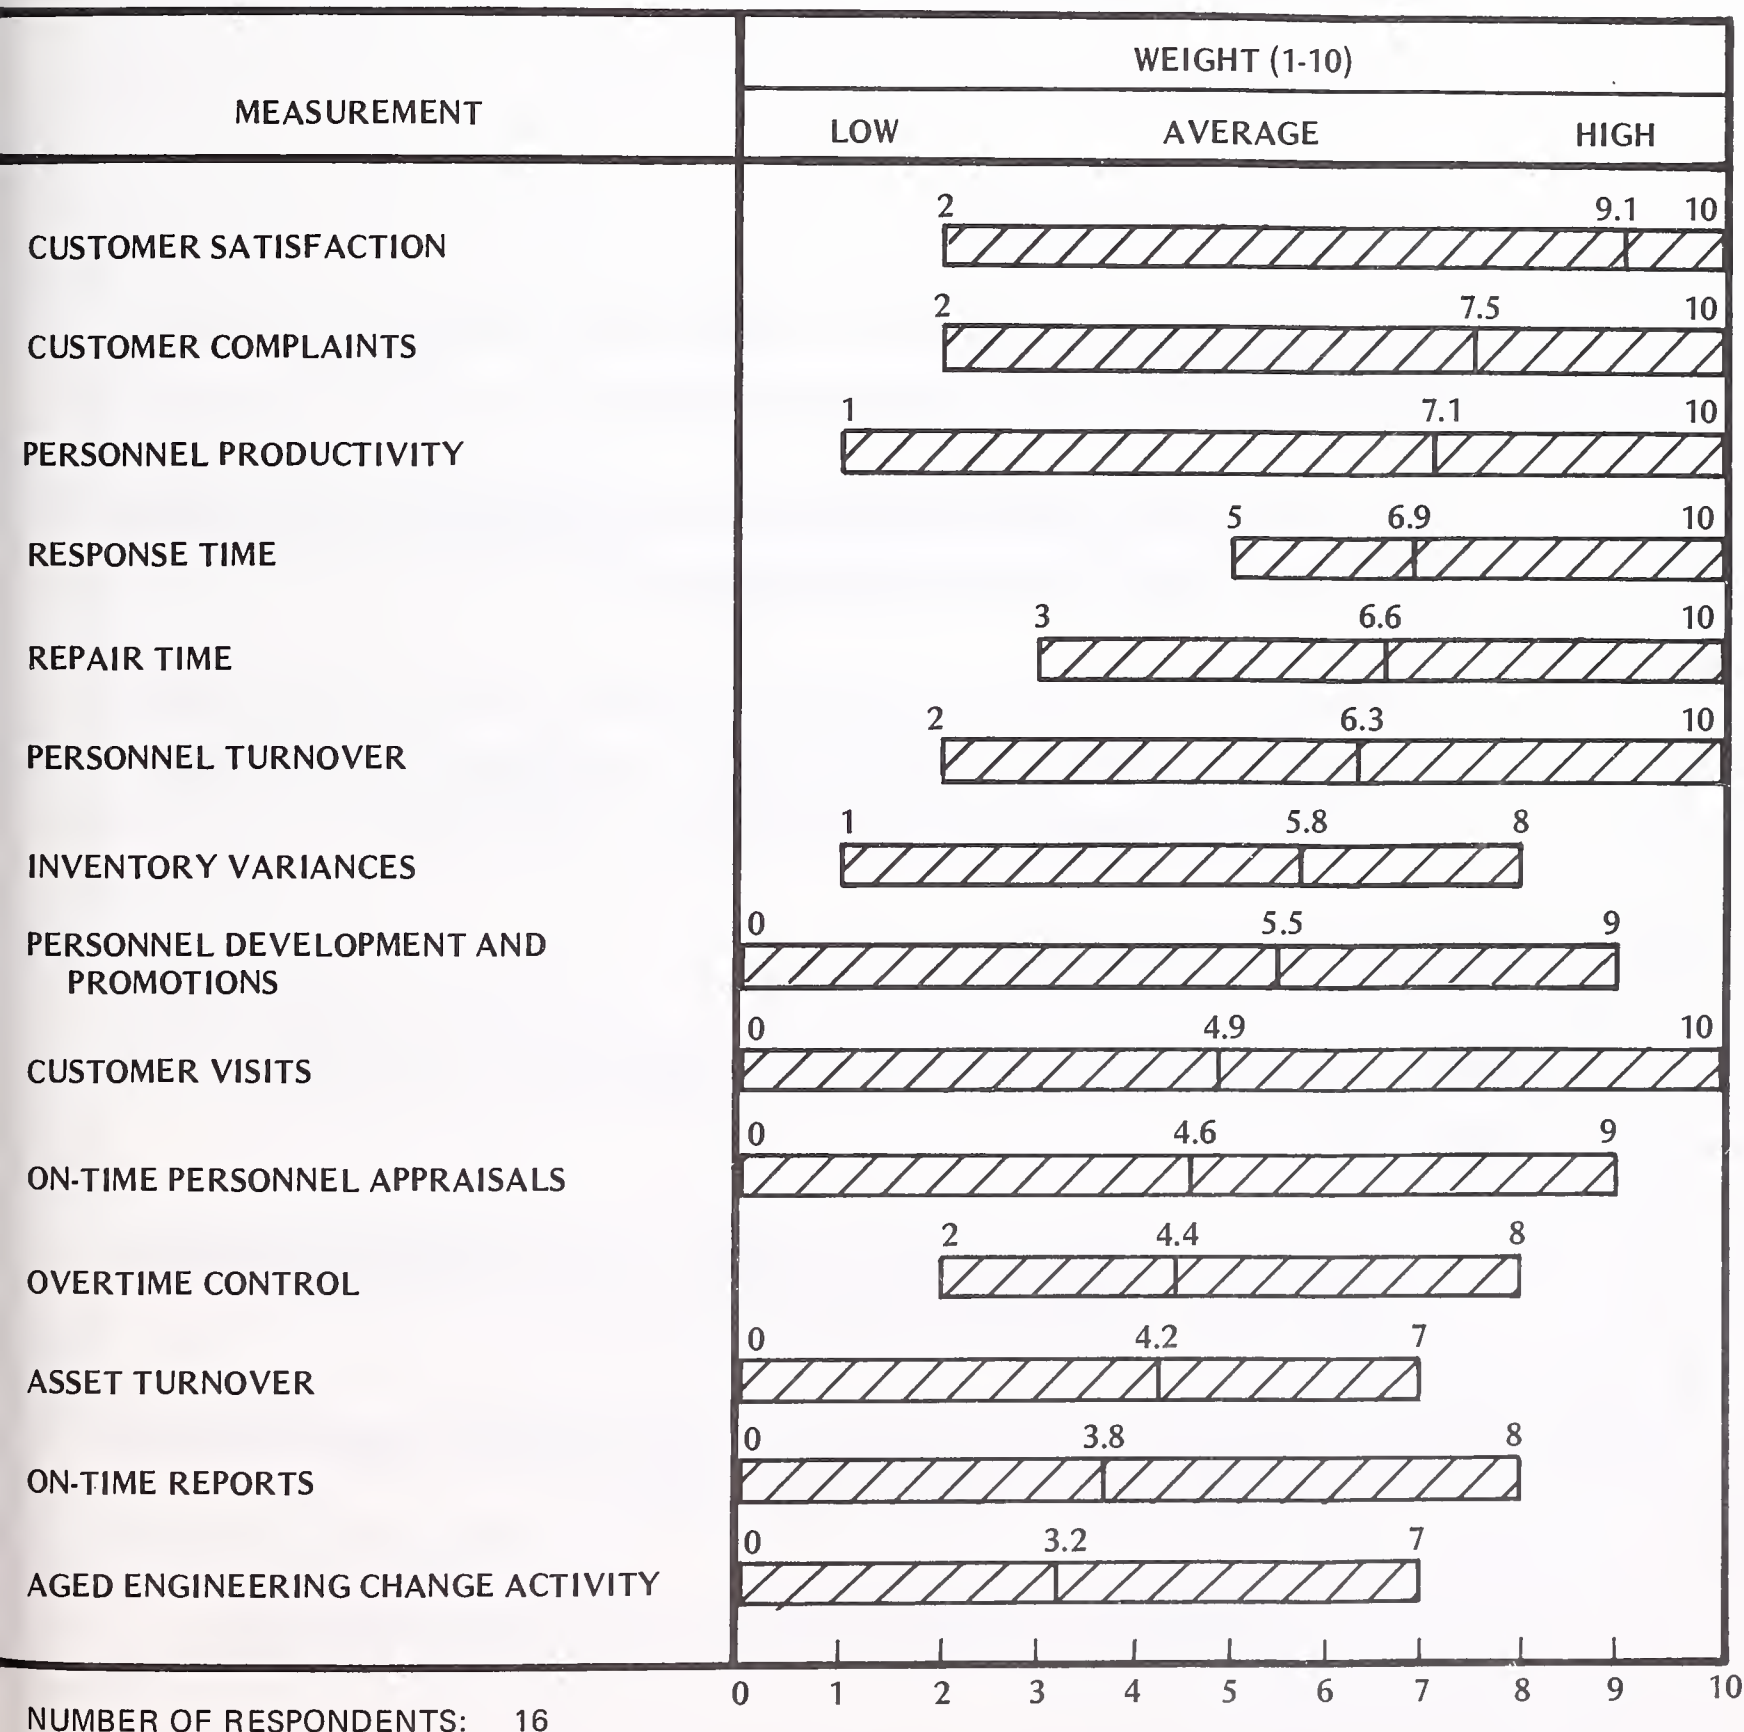 WEIGHT (1-10)
MEASUREMENT
LOW AVERAGE HIGH
2 9.1 10
CUSTOMER SATISFACTION
2 7.5 10
CUSTOMER COMPLAINTS
1 7.1 10
PERSONNEL PRODUCTIVITY
5 6.9 10
RESPONSE TIME
3 6.6 10
REPAIR TIME
2 6.3 10
PERSONNEL TURNOVER
1 5.8 8
INVENTORY VARIANCES
0 5.5 9
PERSONNEL DEVELOPMENT AND
PROMOTIONS
0 4.9 10
CUSTOMER VISITS
0 4.6 9
ON-TIME PERSONNEL APPRAISALS
2 4.4 8
OVERTIME CONTROL
0 4.2 7
ASSET TURNOVER
0 3.8 8
ON-TIME REPORTS
0 3.2 7
AGED ENGINEERING CHANGE ACTIVITY
0 1 2 3 4 5 6 7 8 9 10
NUMBER OF RESPONDENTS: 16